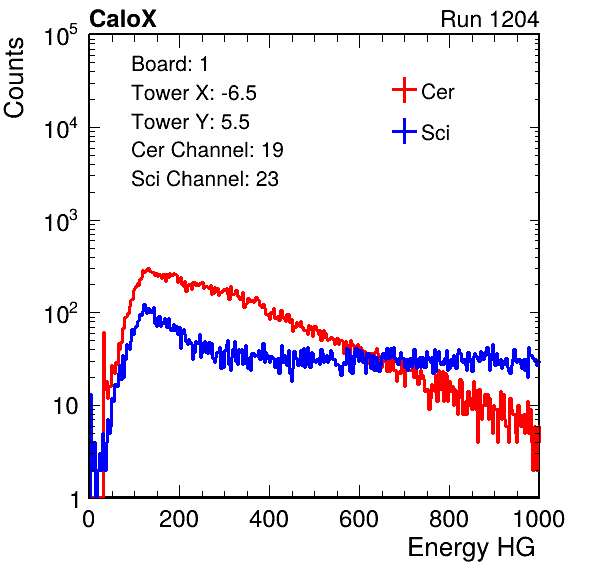 CaloX Run 1204
Counts
Board: 1
Tower X: -6.5
Tower Y: 5.5
Cer Channel: 19
Sci Channel: 23
Cer
Sci
10^5
10^4
10^3
10^2
10
1
0 200 400 600 800 1000
Energy HG